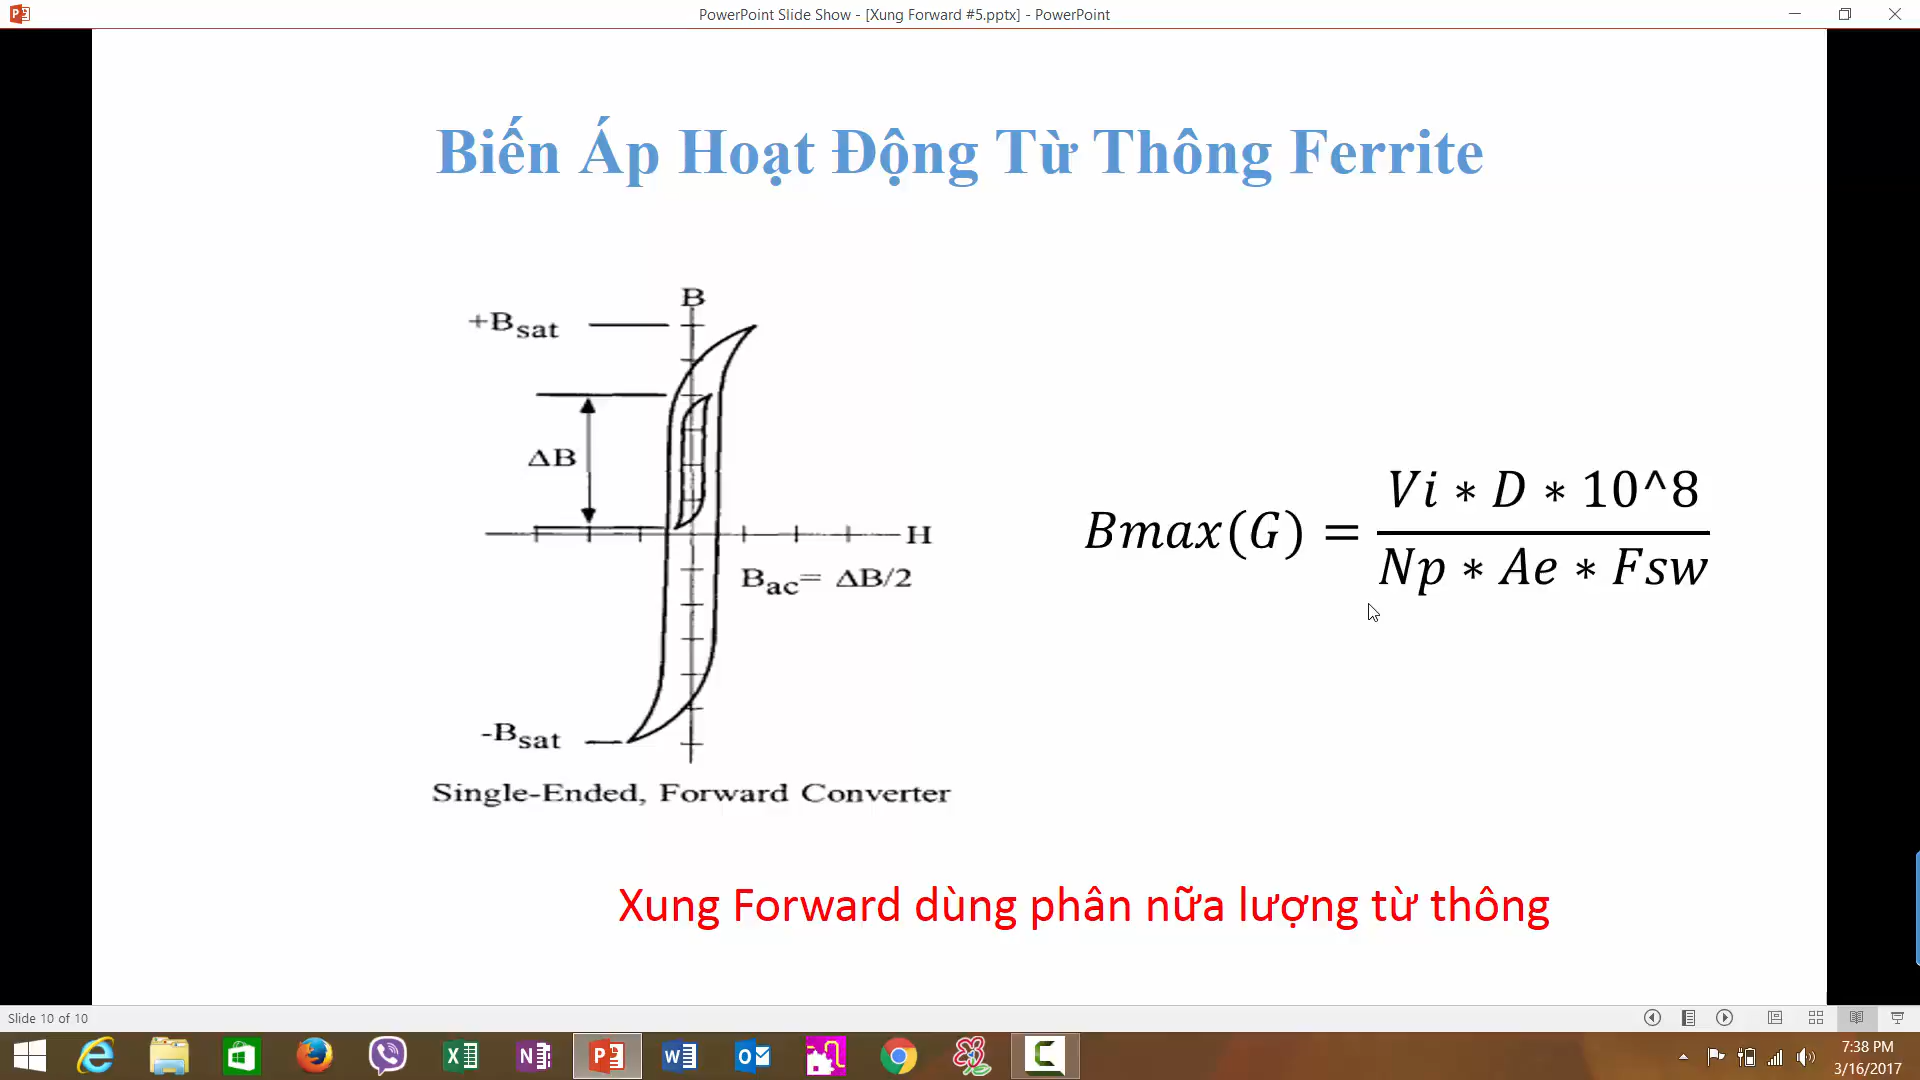 PowerPoint Slide Show - [Xung Forward #5.pptx] - PowerPoint
Biến Áp Hoạt Động Từ Thông Ferrite
B
+Bsat
ΔB
H
Bac= ΔB/2
-Bsat
Single-Ended, Forward Converter
Bmax(G) = Vi * D * 10^8 / Np * Ae * Fsw
Xung Forward dùng phân nữa lượng từ thông
Slide 10 of 10
7:38 PM
3/16/2017